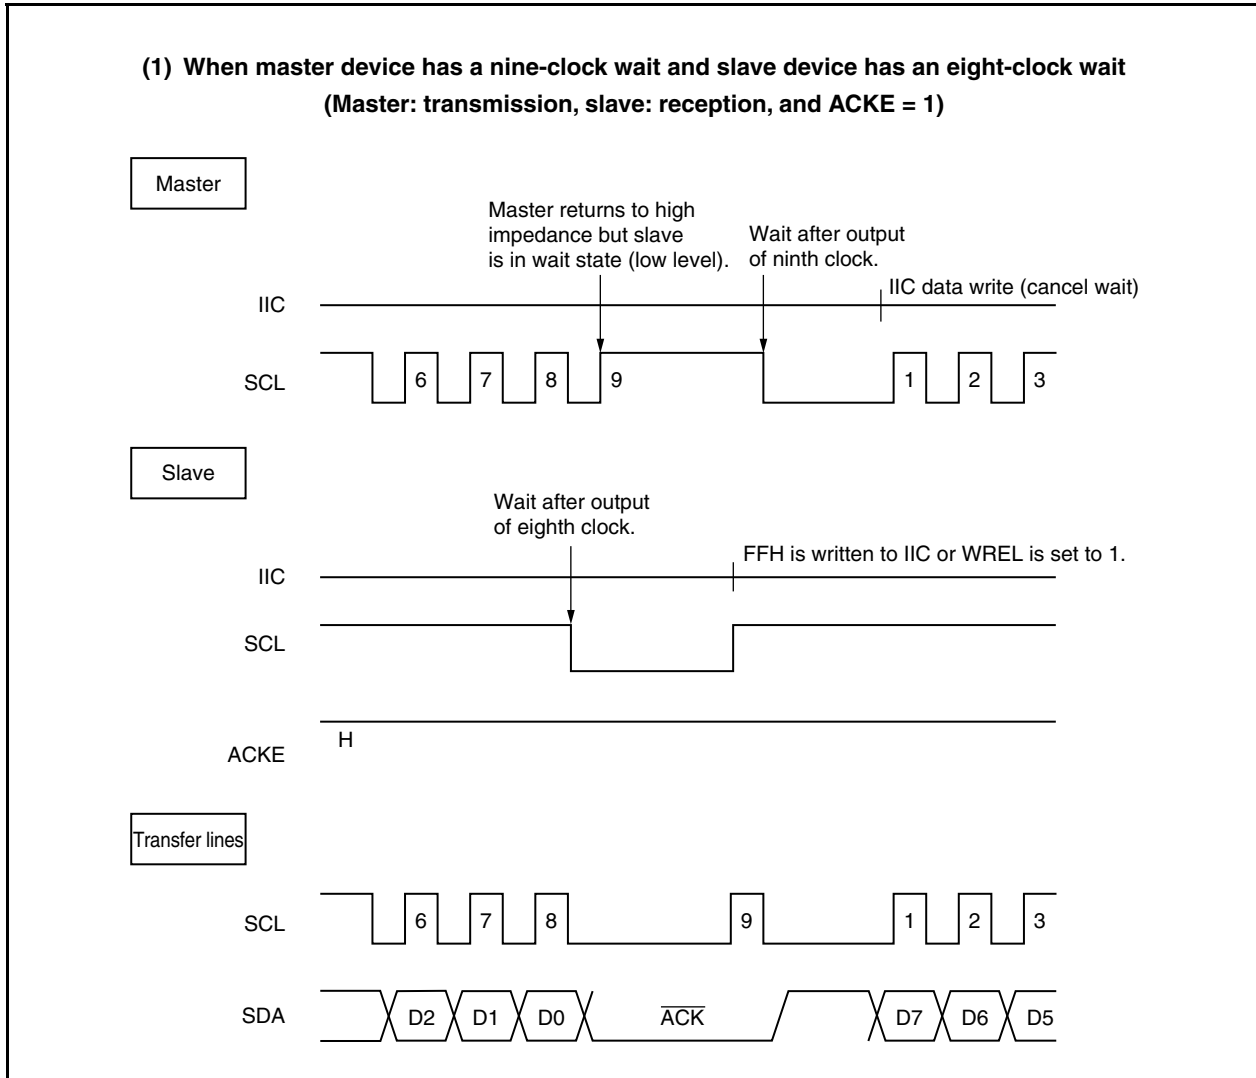 (1) When master device has a nine-clock wait and slave device has an eight-clock wait
(Master: transmission, slave: reception, and ACKE = 1)
Master
Master returns to high
impedance but slave
is in wait state (low level).
Wait after output
of ninth clock.
IIC data write (cancel wait)
IIC
SCL
6 7 8 9 1 2 3
Slave
Wait after output
of eighth clock.
FFH is written to IIC or WREL is set to 1.
IIC
SCL
H
ACKE
Transfer lines
SCL
6 7 8 9 1 2 3
SDA
D2 D1 D0 ACK D7 D6 D5